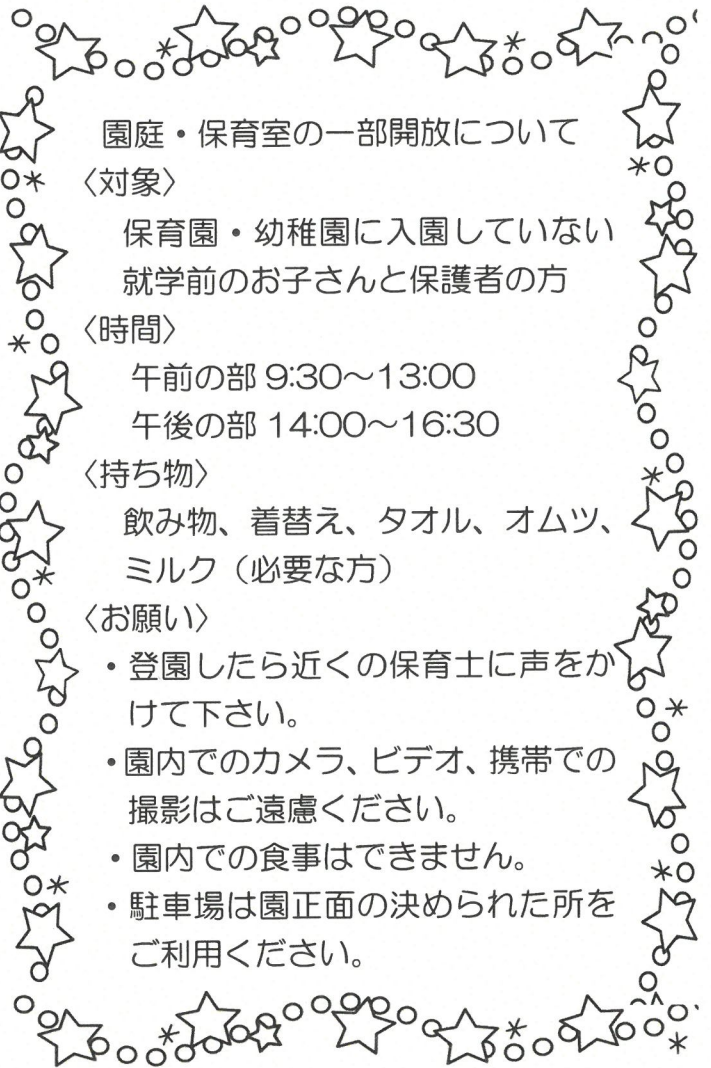 園庭・保育室の一部開放について
〈対象〉
保育園・幼稚園に入園していない
就学前のお子さんと保護者の方
〈時間〉
午前の部 9:30～13:00
午後の部 14:00～16:30
〈持ち物〉
飲み物、着替え、タオル、オムツ、
ミルク（必要な方）
〈お願い〉
・登園したら近くの保育士に声をか
けて下さい。
・園内でのカメラ、ビデオ、携帯での
撮影はご遠慮ください。
・園内での食事はできません。
・駐車場は園正面の決められた所を
ご利用ください。